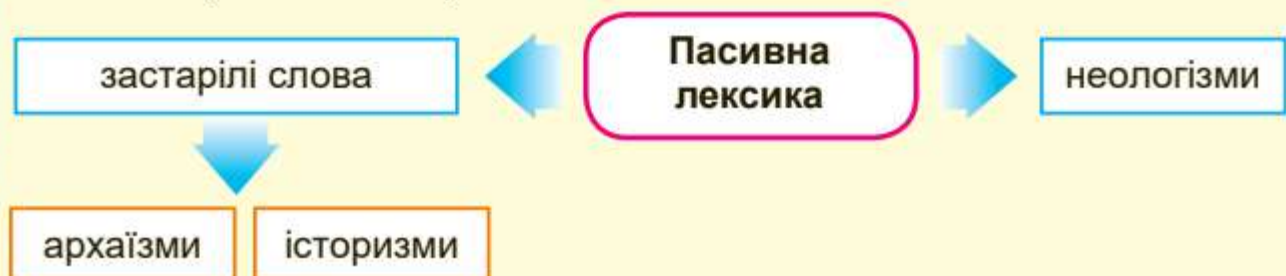 Пасивна
лексика
застарілі слова
неологізми
архаїзми
історизми